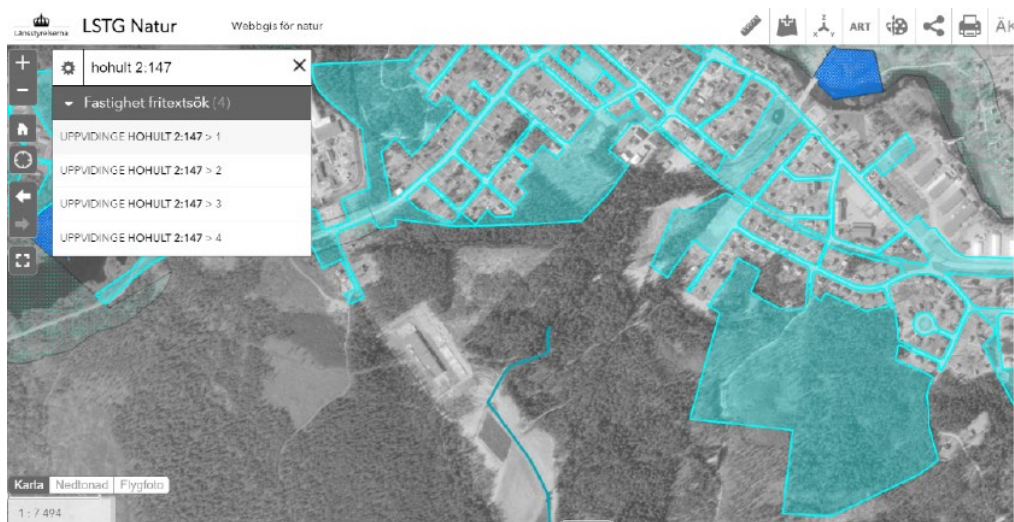 Länsstyrelserna LSTG Natur Webbgis för natur
ART
hohult 2:147
Fastighet fritextsök (4)
UPPVIDINGE HOHULT 2:147 > 1
UPPVIDINGE HOHULT 2:147 > 2
UPPVIDINGE HOHULT 2:147 > 3
UPPVIDINGE HOHULT 2:147 > 4
Karta Nedtonad Flygfoto
1 : 7 494